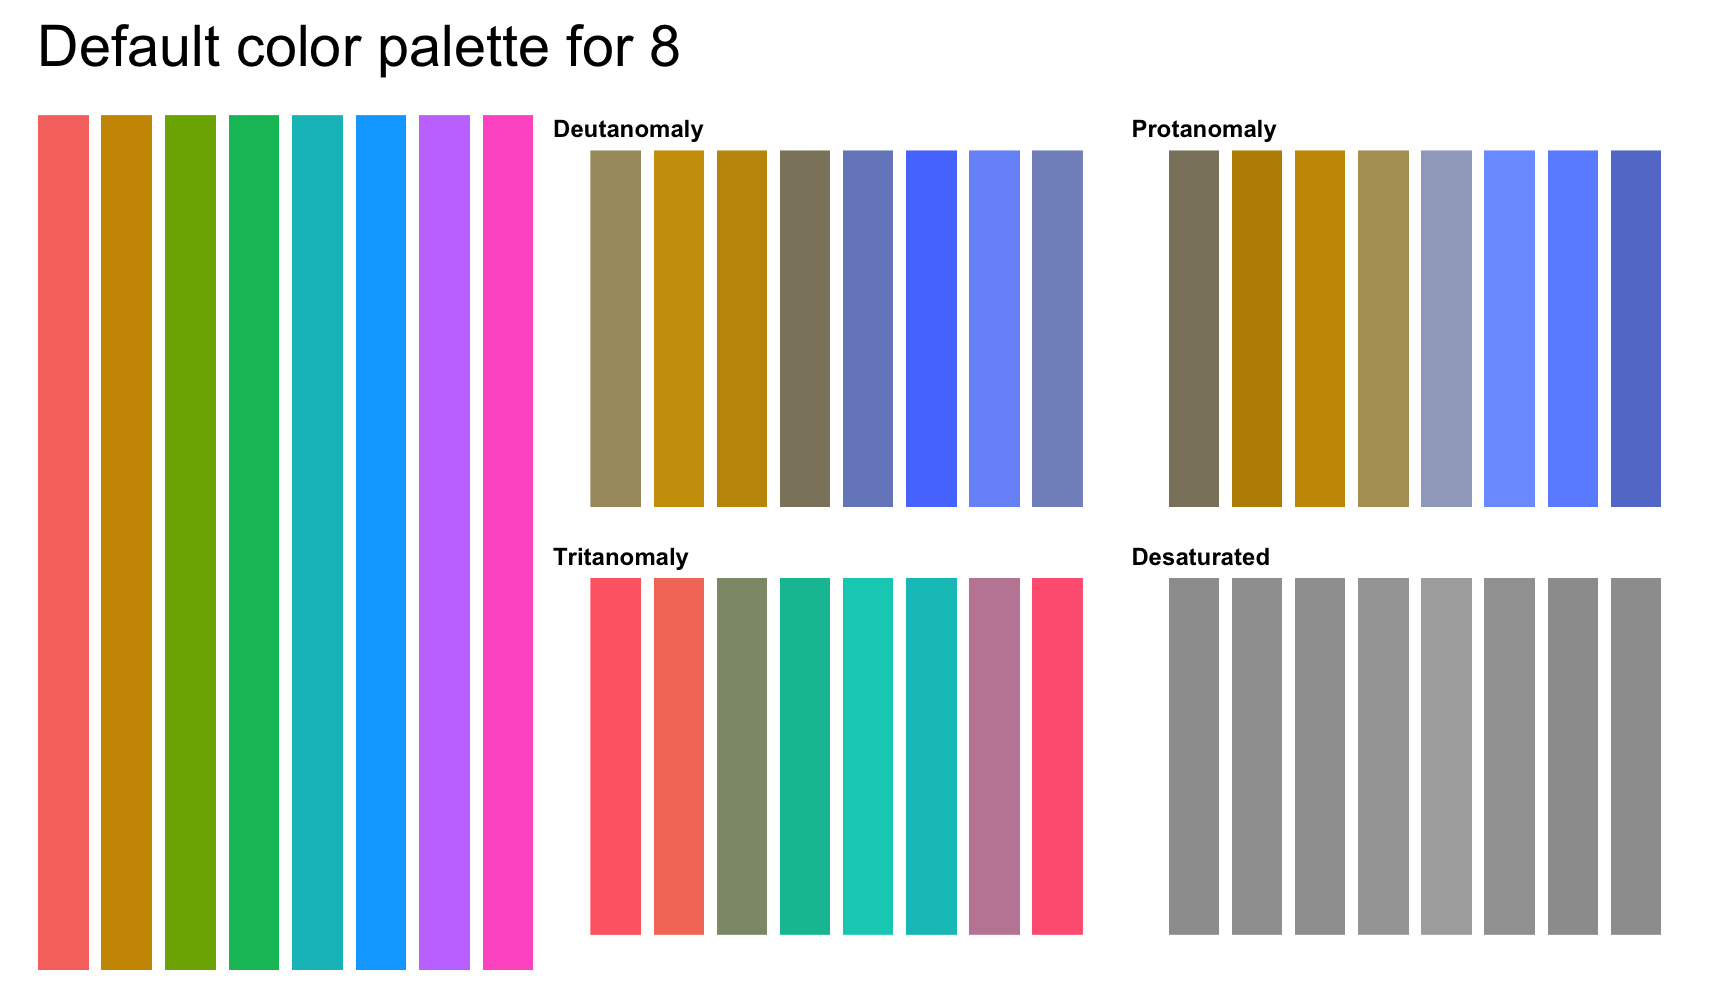 Default color palette for 8
Deutanomaly
Protanomaly
Tritanomaly
Desaturated